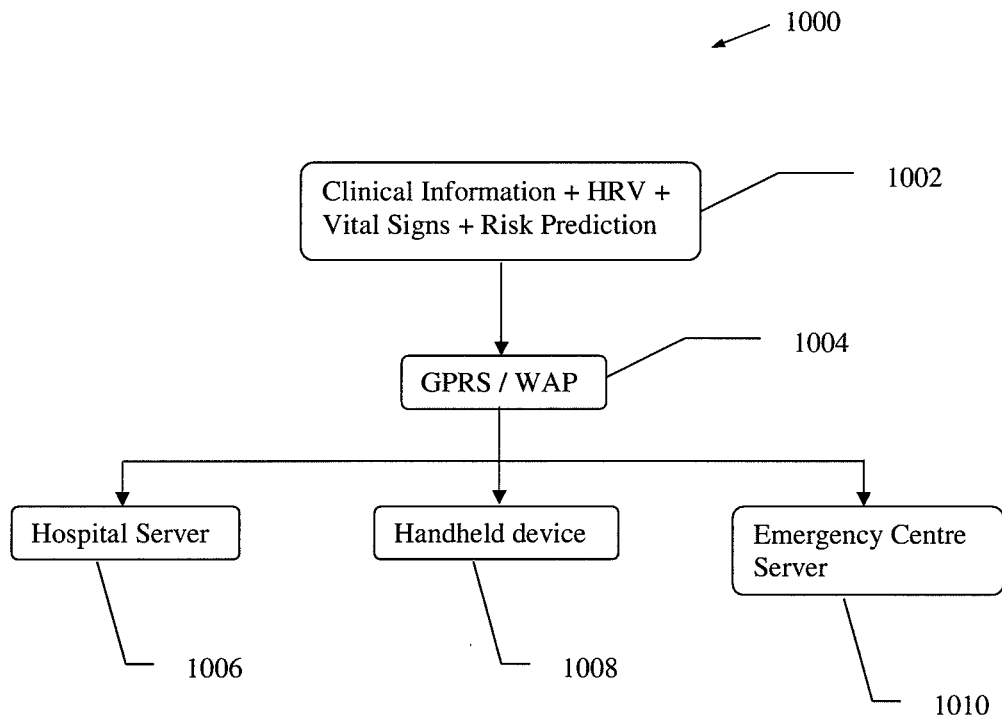 1000
Clinical Information + HRV +
Vital Signs + Risk Prediction
1002
GPRS / WAP
1004
Hospital Server
Handheld device
Emergency Centre
Server
1006
1008
1010